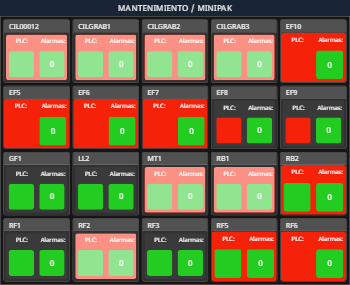 MANTENIMIENTO / MINIPAK
CIL00012 CILGRAB1 CILGRAB2 CILGRAB3 EF10
PLC: Alarmas: PLC: Alarmas: PLC: Alarmas: PLC: Alarmas: PLC: Alarmas:
0 0 0 0 0
EF5 EF6 EF7 EF8 EF9
PLC: Alarmas: PLC: Alarmas: PLC: Alarmas: PLC: Alarmas: PLC: Alarmas:
0 0 0 0 0
GF1 LL2 MT1 RB1 RB2
PLC: Alarmas: PLC: Alarmas: PLC: Alarmas: PLC: Alarmas: PLC: Alarmas:
0 0 0 0 0
RF1 RF2 RF3 RF5 RF6
PLC: Alarmas: PLC: Alarmas: PLC: Alarmas: PLC: Alarmas: PLC: Alarmas:
0 0 0 0 0